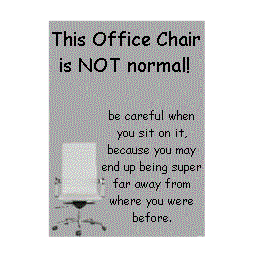 This Office Chair
is NOT normal!
be careful when
you sit on it,
because you may
end up being super
far away from
where you were
before.